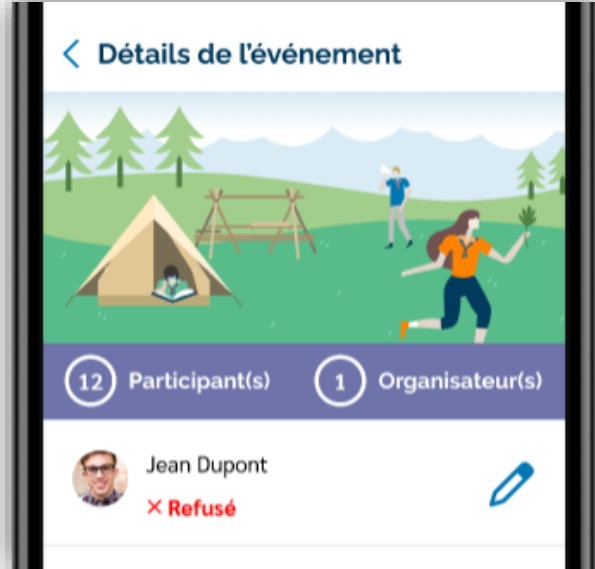 Détails de l'événement
12 Participant(s) 1 Organisateur(s)
Jean Dupont
× Refusé